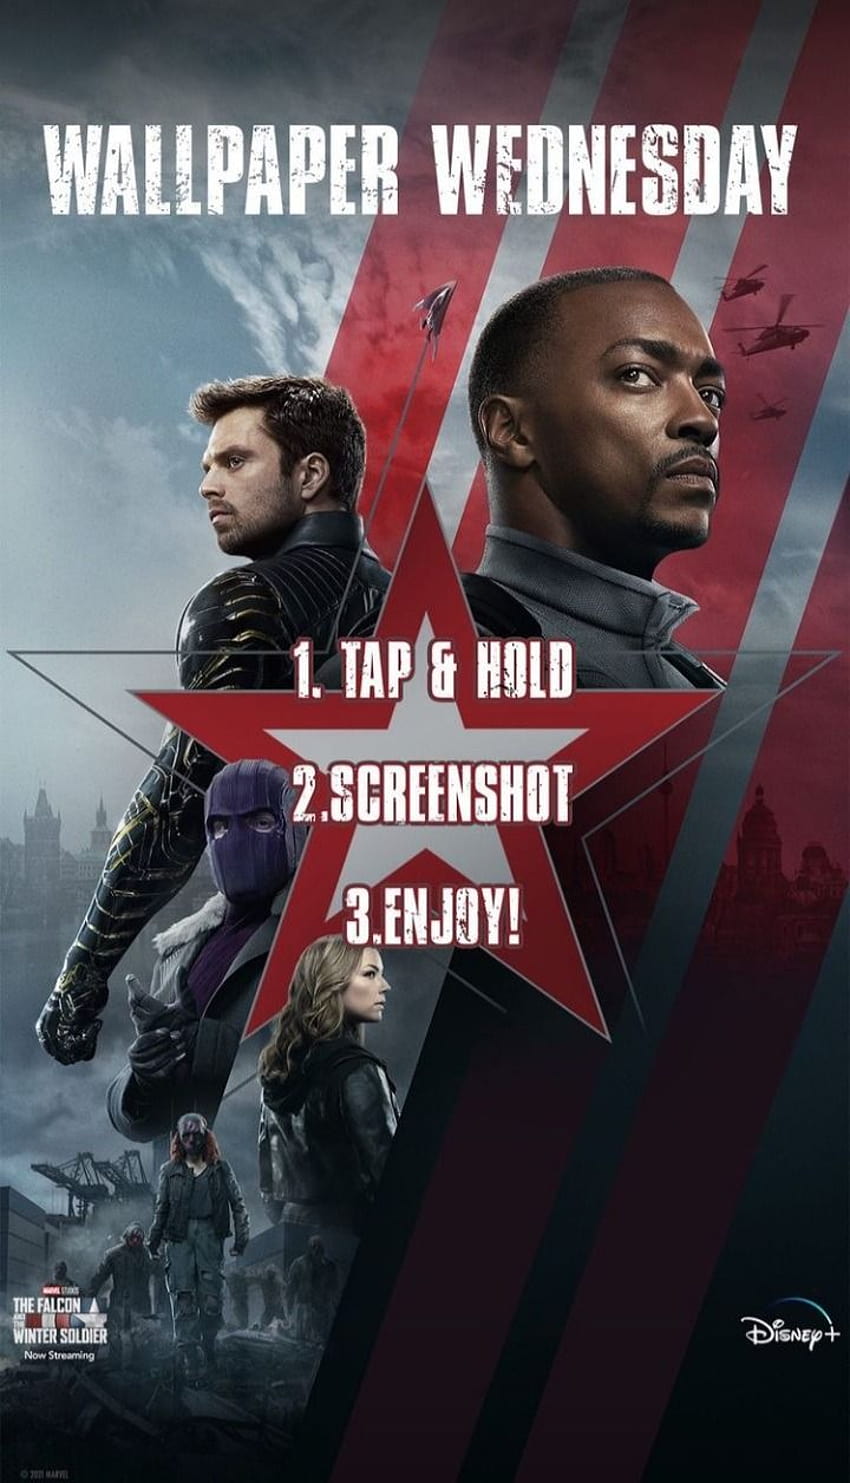 WALLPAPER WEDNESDAY
1. TAP & HOLD
2.SCREENSHOT
3.ENJOY!
MARVEL STUDIOS
THE FALCON
AND THE
WINTER SOLDIER
Now Streaming
Disney+
© 2021 MARVEL